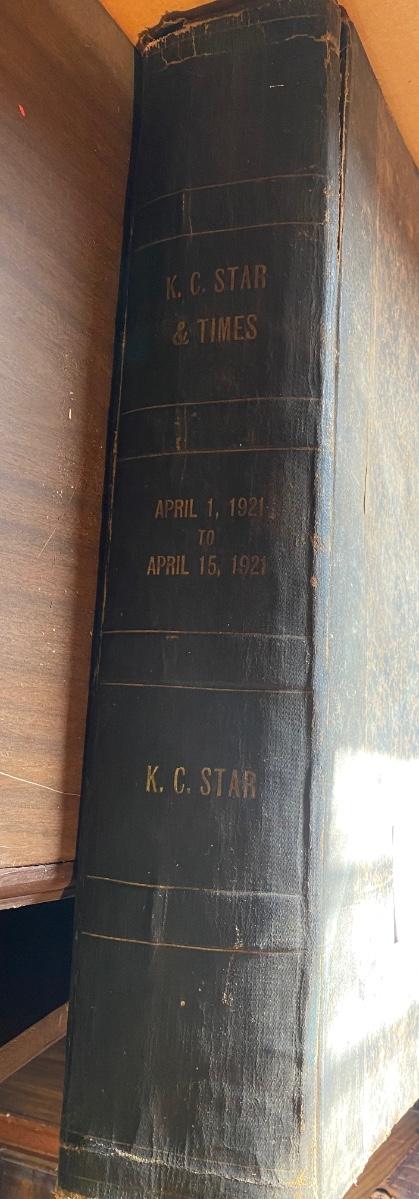 K. C. STAR
& TIMES
APRIL 1, 1921
TO
APRIL 15, 1921
K. C. STAR